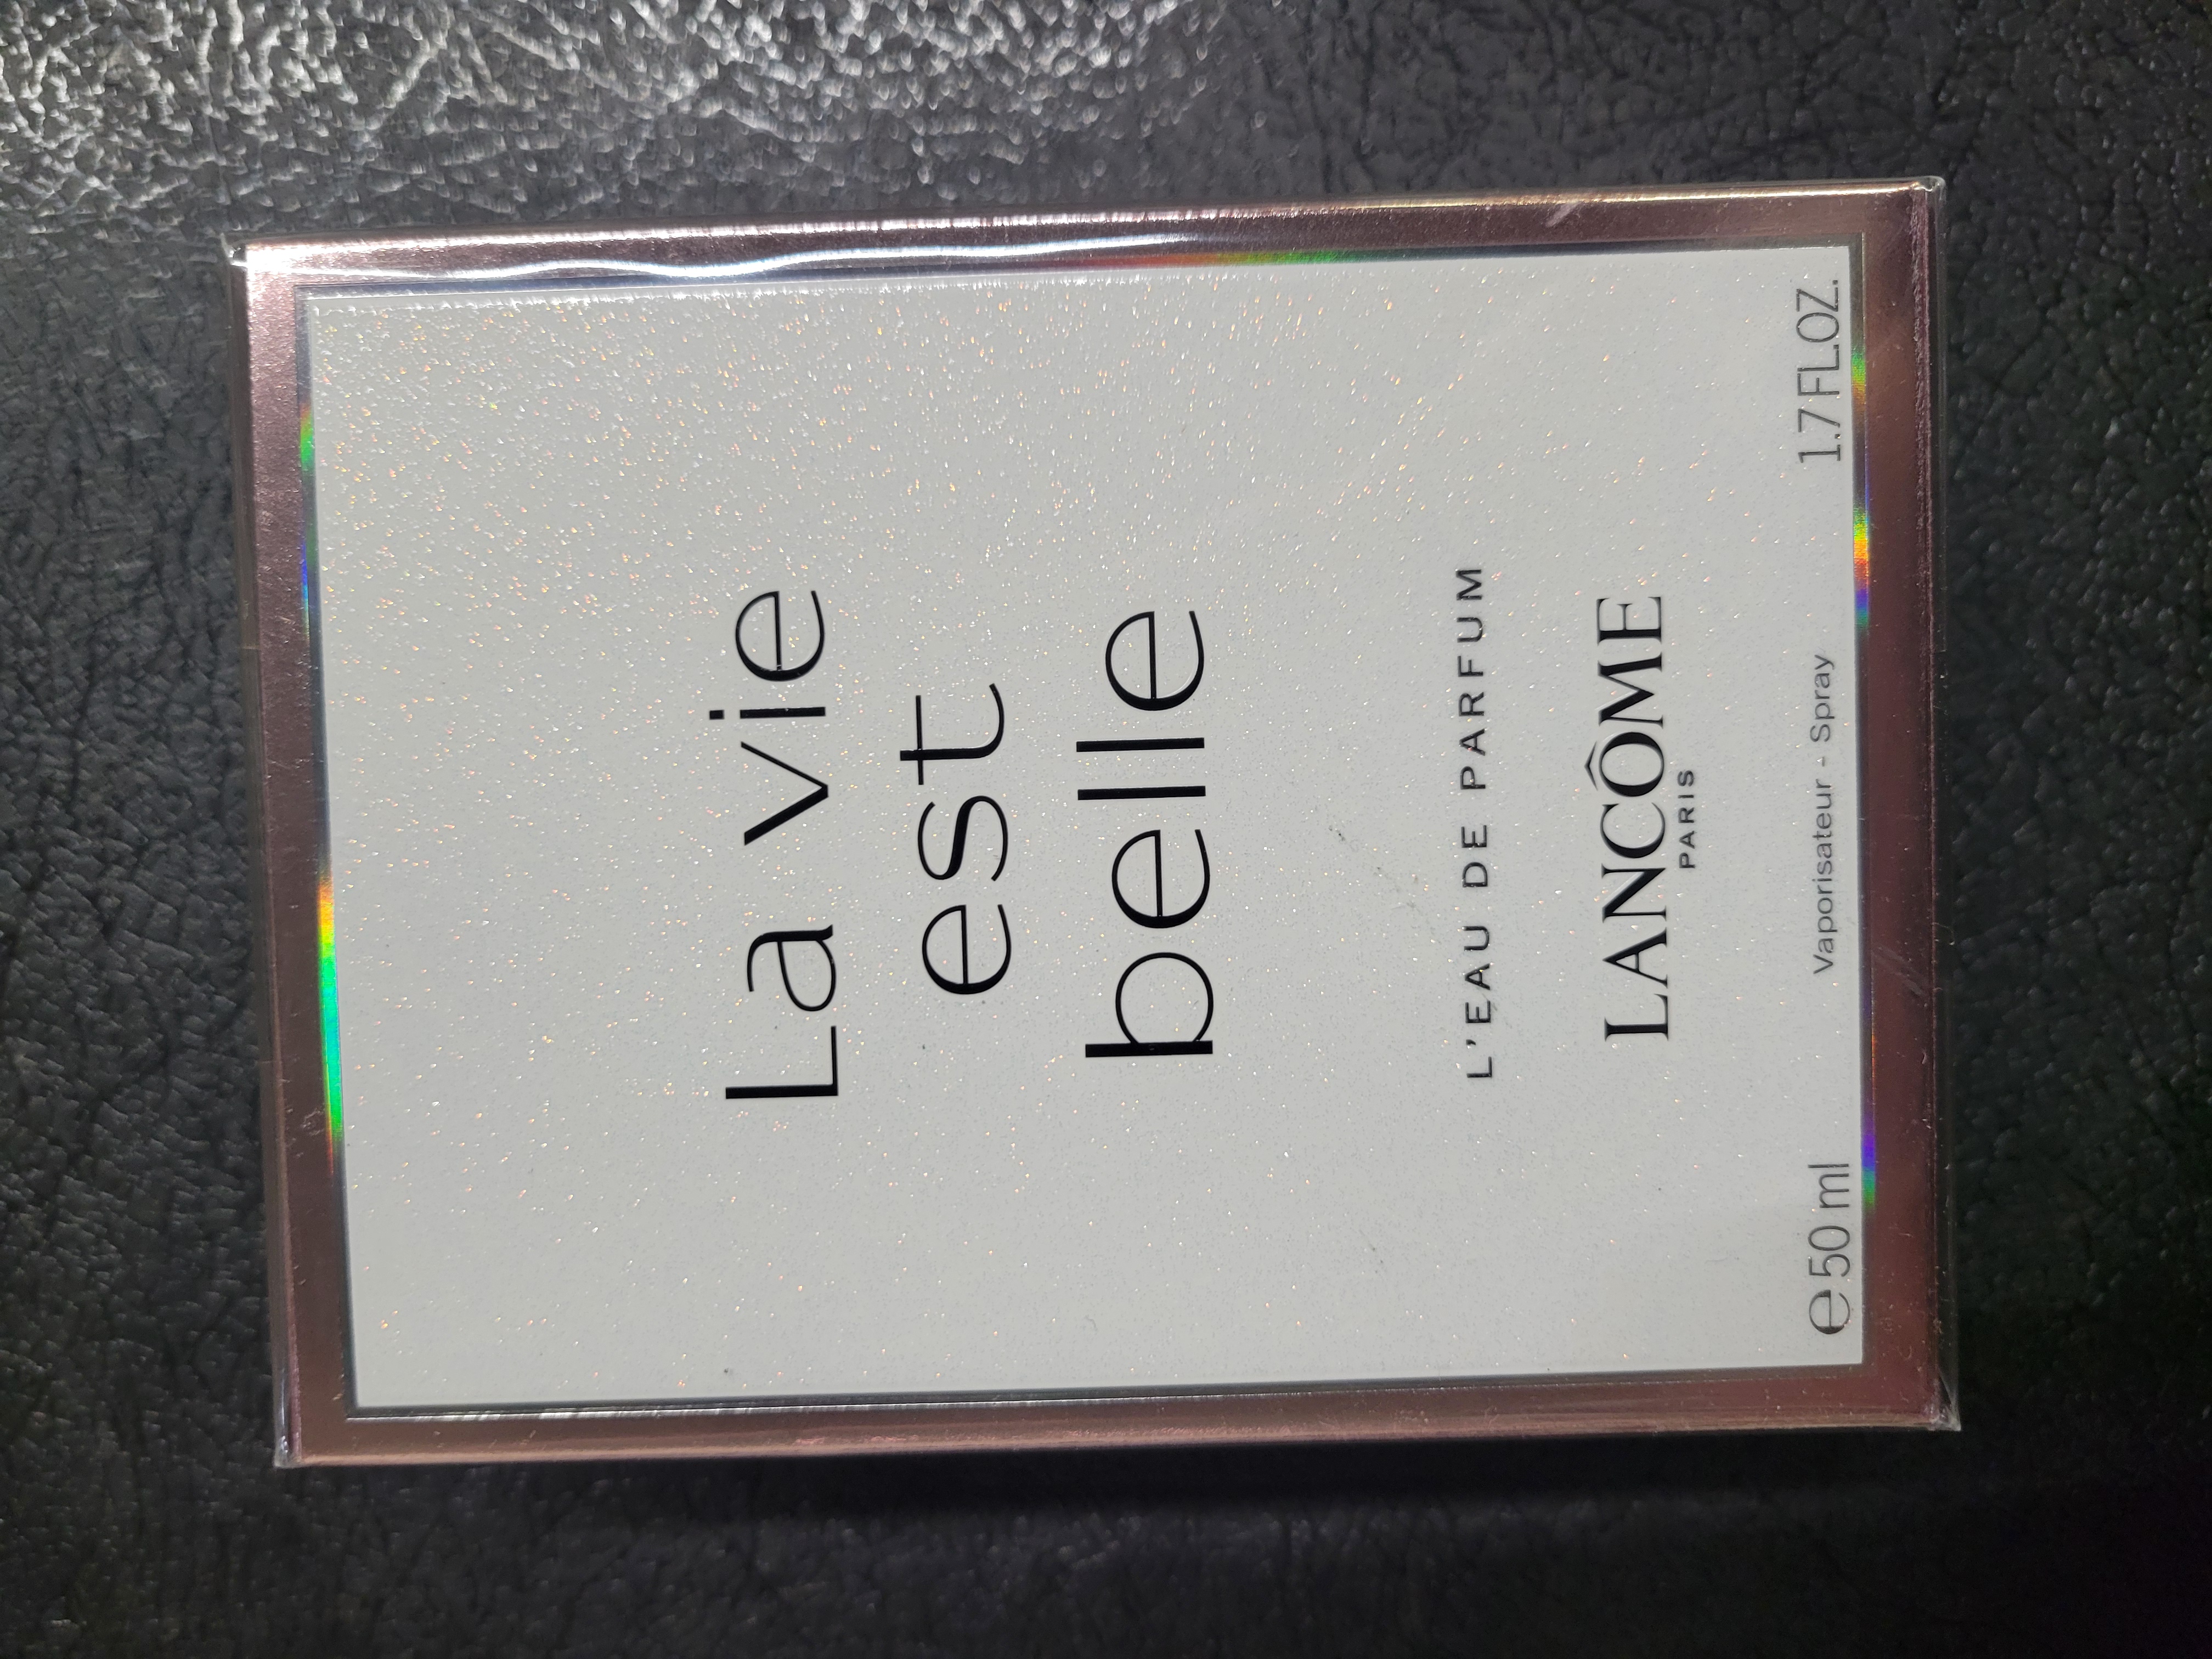 La vie
est
belle
L'EAU DE PARFUM
LANCÔME
PARIS
℮ 50 ml Vaporisateur - Spray 1.7 FL.OZ.